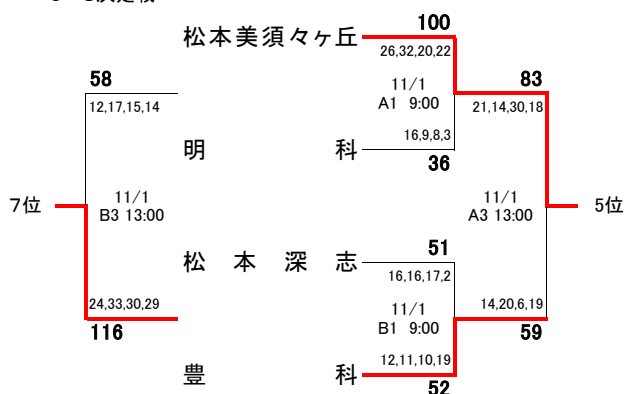 100
松本美須々ヶ丘
26,32,20,22
58
11/1
83
12,17,15,14
A1 9:00
21,14,30,18
16,9,8,3
明科
36
7位
11/1
B3 13:00
11/1
A3 13:00
5位
51
松本深志
16,16,17,2
24,33,30,29
11/1
14,20,6,19
116
B1 9:00
59
12,11,10,19
豊科
52